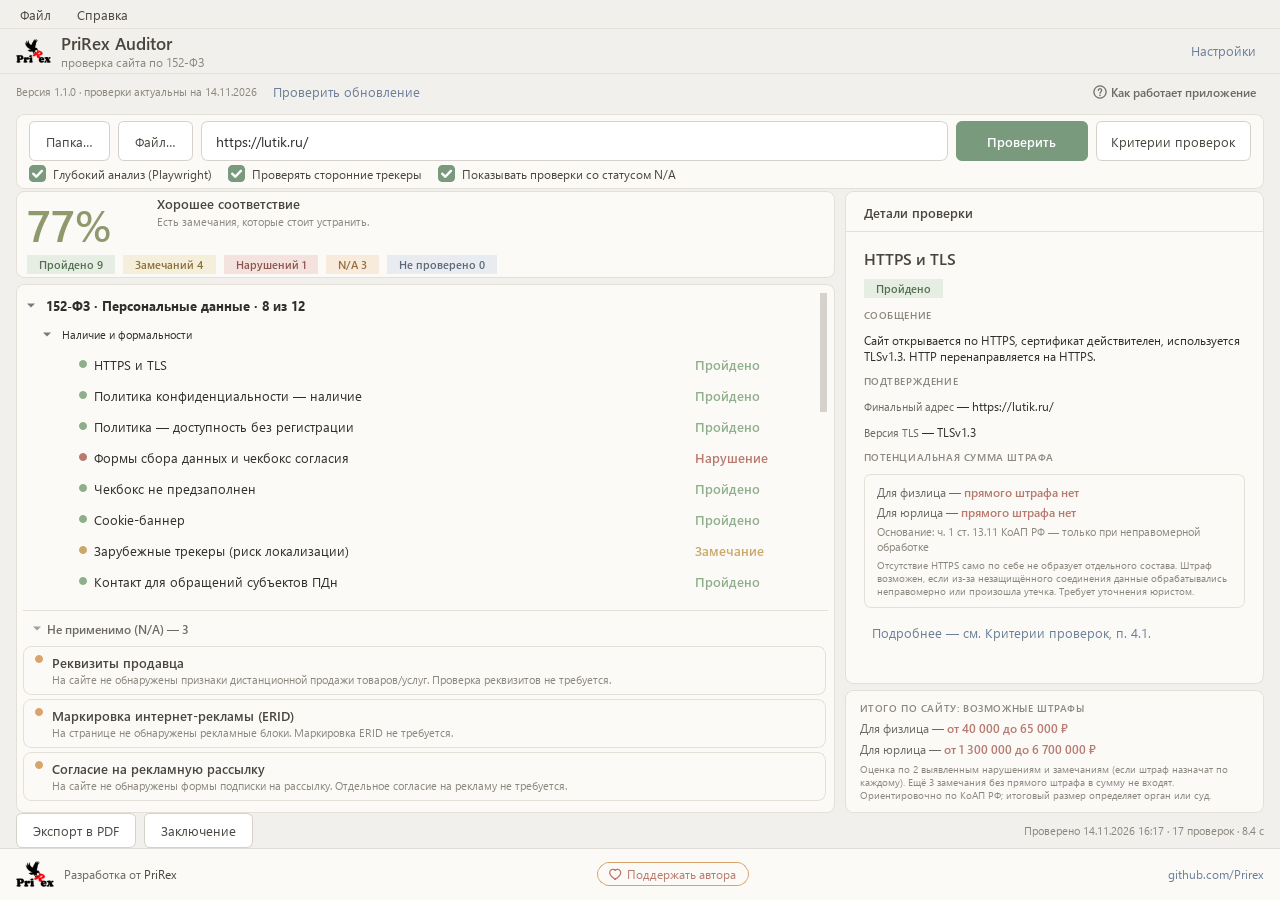 Файл Справка
PriRex
PriRex Auditor
проверка сайта по 152-ФЗ
Настройки
Версия 1.1.0 · проверки актуальны на 14.11.2026 Проверить обновление
Как работает приложение
Папка... Файл... https://lutik.ru/ Проверить Критерии проверок
Глубокий анализ (Playwright) Проверять сторонние трекеры Показывать проверки со статусом N/A
77%
Хорошее соответствие
Есть замечания, которые стоит устранить.
Пройдено 9 Замечаний 4 Нарушений 1 N/A 3 Не проверено 0
152-ФЗ · Персональные данные · 8 из 12
Наличие и формальности
HTTPS и TLS Пройдено
Политика конфиденциальности — наличие Пройдено
Политика — доступность без регистрации Пройдено
Формы сбора данных и чекбокс согласия Нарушение
Чекбокс не предзаполнен Пройдено
Cookie-баннер Пройдено
Зарубежные трекеры (риск локализации) Замечание
Контакт для обращений субъектов ПДн Пройдено
Не применимо (N/A) — 3
Реквизиты продавца
На сайте не обнаружены признаки дистанционной продажи товаров/услуг. Проверка реквизитов не требуется.
Маркировка интернет-рекламы (ERID)
На странице не обнаружены рекламные блоки. Маркировка ERID не требуется.
Согласие на рекламную рассылку
На сайте не обнаружены формы подписки на рассылку. Отдельное согласие на рекламу не требуется.
Экспорт в PDF Заключение
Детали проверки
HTTPS и TLS
Пройдено
СООБЩЕНИЕ
Сайт открывается по HTTPS, сертификат действителен, используется
TLSv1.3. HTTP перенаправляется на HTTPS.
ПОДТВЕРЖДЕНИЕ
Финальный адрес — https://lutik.ru/
Версия TLS — TLSv1.3
ПОТЕНЦИАЛЬНАЯ СУММА ШТРАФА
Для физлица — прямого штрафа нет
Для юрлица — прямого штрафа нет
Основание: ч. 1 ст. 13.11 КоАП РФ — только при неправомерной
обработке
Отсутствие HTTPS само по себе не образует отдельного состава. Штраф
возможен, если из-за незащищённого соединения данные обрабатывались
неправомерно или произошла утечка. Требует уточнения юристом.
Подробнее — см. Критерии проверок, п. 4.1.
ИТОГО ПО САЙТУ: ВОЗМОЖНЫЕ ШТРАФЫ
Для физлица — от 40 000 до 65 000 ₽
Для юрлица — от 1 300 000 до 6 700 000 ₽
Оценка по 2 выявленным нарушениям и замечаниям (если штраф назначат по
каждому). Ещё 3 замечания без прямого штрафа в сумму не входят.
Ориентировочно по КоАП РФ; итоговый размер определяет орган или суд.
Проверено 14.11.2026 16:17 · 17 проверок · 8.4 с
PriRex
Разработка от PriRex
Поддержать автора
github.com/Prirex